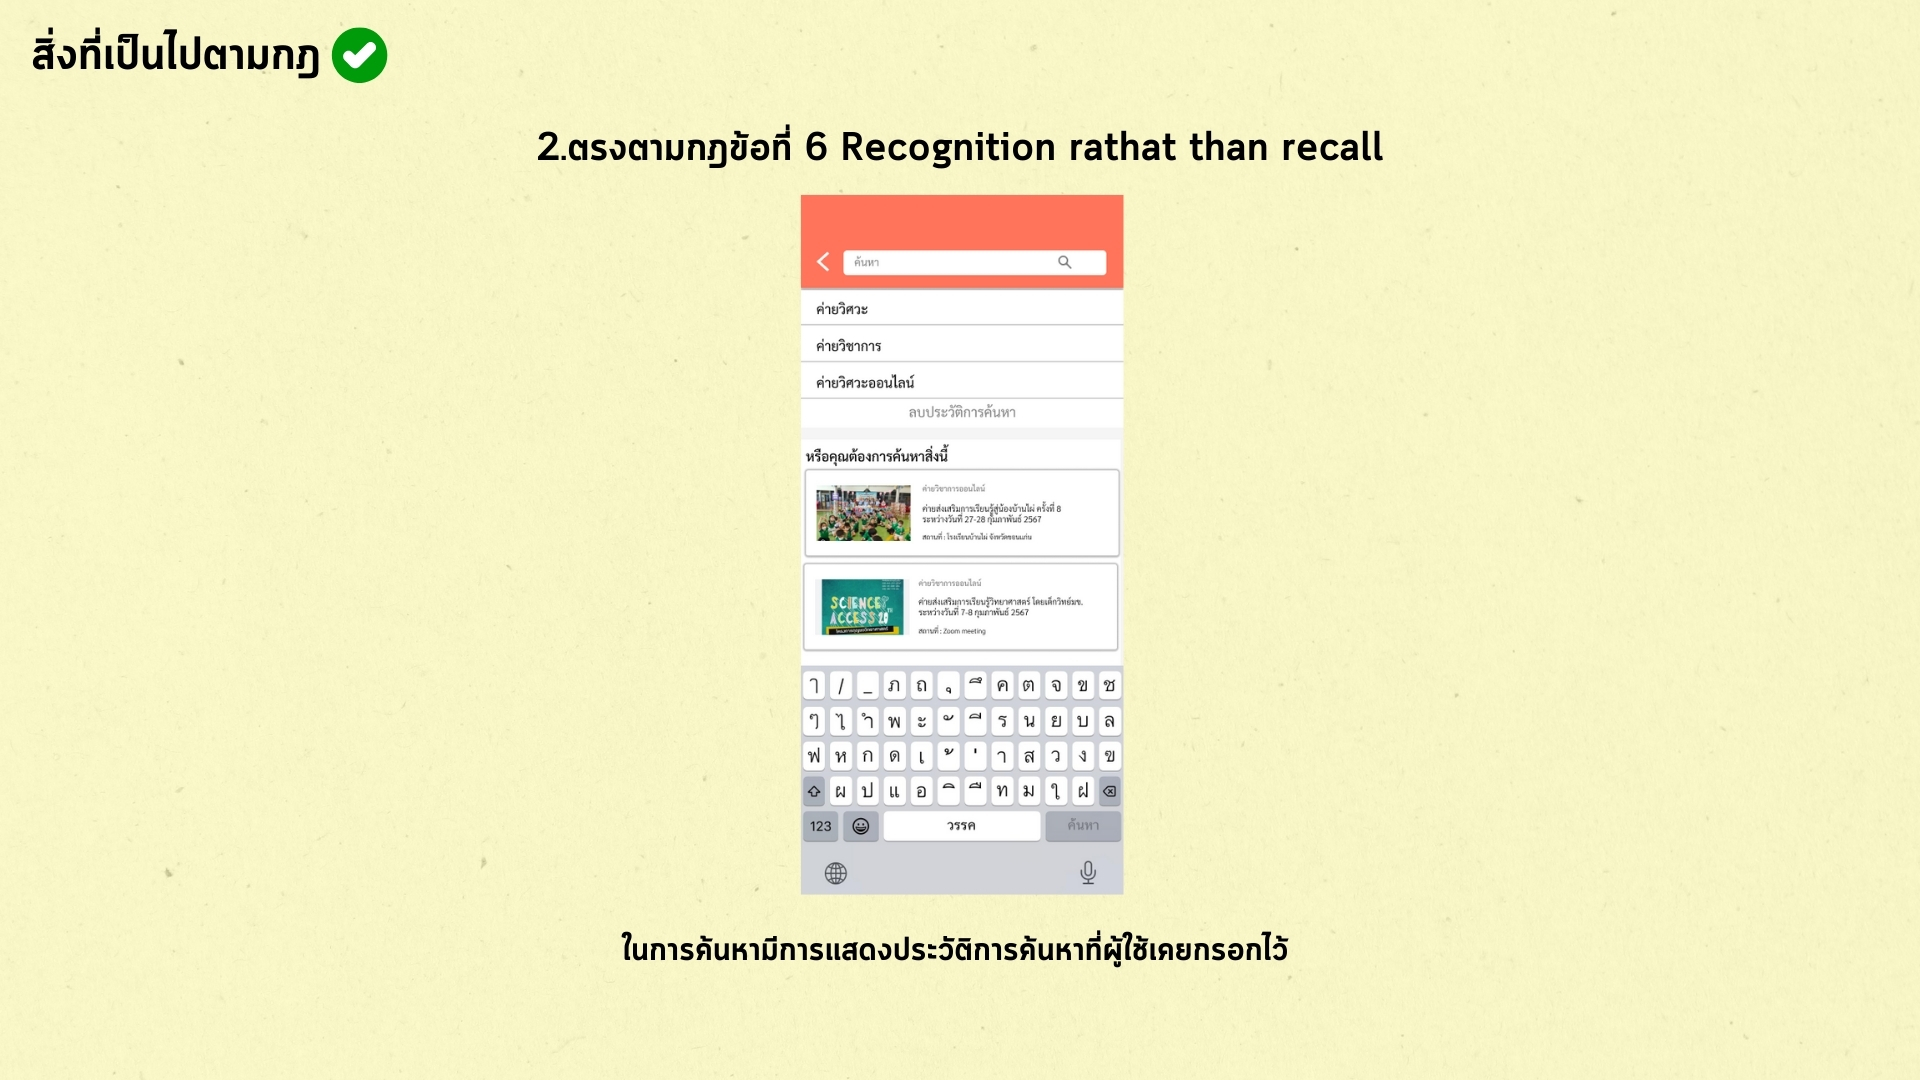 สิ่งที่เป็นไปตามกฎ
2.ตรงตามกฎข้อที่ 6 Recognition rathat than recall
ค้นหา
ค่ายวิศวะ
ค่ายวิชาการ
ค่ายวิศวะออนไลน์
ลบประวัติการค้นหา
หรือคุณต้องการค้นหาสิ่งนี้
ค่ายวิชาการออนไลน์
ค่ายส่งเสริมการเรียนรู้สู่น้องบ้านไผ่ ครั้งที่ 8
ระหว่างวันที่ 27-28 กุมภาพันธ์ 2567
สถานที่ : โรงเรียนบ้านไผ่ จังหวัดขอนแก่น
SCIENCE
ACCESS 20
ค่ายวิชาการออนไลน์
ค่ายส่งเสริมการเรียนรู้วิทยาศาสตร์ โดยเด็กวิทย์มข.
ระหว่างวันที่ 7-8 กุมภาพันธ์ 2567
สถานที่ : Zoom meeting
ๅ / _ ภ ถ ุ ึ ค ต จ ข ช
ๆ ไ ำ พ ะ ั ี ร น ย บ ล
ฟ ห ก ด เ ้ ่ า ส ว ง ฃ
ผ ป แ อ ิ ื ท ม ใ ฝ
123 วรรค ค้นหา
ในการค้นหามีการแสดงประวัติการค้นหาที่ผู้ใช้เคยกรอกไว้